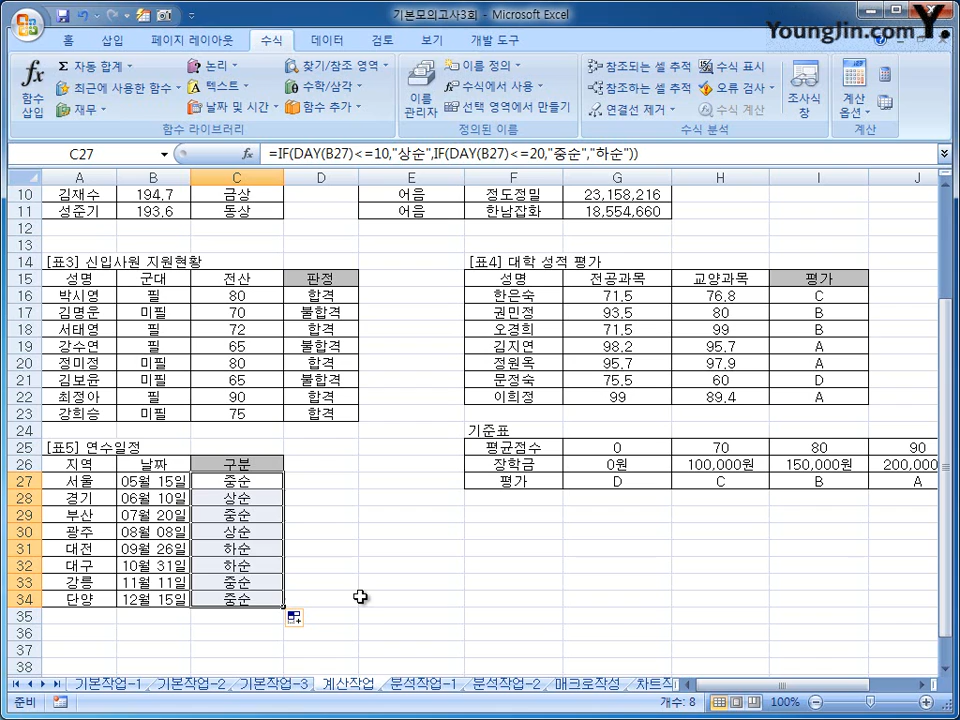 기본모의고사3회 - Microsoft Excel
YoungJin.com Y.
홈 삽입 페이지 레이아웃 수식 데이터 검토 보기 개발 도구
fx 함수 삽입
Σ 자동 합계
최근에 사용한 함수
재무
논리
텍스트
날짜 및 시간
찾기/참조 영역
수학/삼각
함수 추가
함수 라이브러리
이름 관리자
이름 정의
수식에서 사용
선택 영역에서 만들기
정의된 이름
참조되는 셀 추적
참조하는 셀 추적
연결선 제거
수식 표시
오류 검사
수식 계산
수식 분석
조사식 창
계산 옵션
계산
C27 fx =IF(DAY(B27)<=10,"상순",IF(DAY(B27)<=20,"중순","하순"))
A B C D E F G H I J
10 김재수 194.7 금상 어음 정도정밀 23,158,216
11 성준기 193.6 동상 어음 한남잡화 18,554,660
12
13
14 [표3] 신입사원 지원현황 [표4] 대학 성적 평가
15 성명 군대 전산 판정 성명 전공과목 교양과목 평가
16 박시영 필 80 합격 한은숙 71.5 76.8 C
17 김명운 미필 70 불합격 권민정 93.5 80 B
18 서태영 필 72 합격 오경희 71.5 99 B
19 강수연 필 65 불합격 김지연 98.2 95.7 A
20 정미정 미필 80 합격 정원옥 95.7 97.9 A
21 김보윤 미필 65 불합격 문정숙 75.5 60 D
22 최정아 필 90 합격 이희정 99 89.4 A
23 강희승 미필 75 합격
24 기준표
25 [표5] 연수일정 평균점수 0 70 80 90
26 지역 날짜 구분 장학금 0원 100,000원 150,000원 200,000
27 서울 05월 15일 중순 평가 D C B A
28 경기 06월 10일 상순
29 부산 07월 20일 중순
30 광주 08월 08일 상순
31 대전 09월 26일 하순
32 대구 10월 31일 하순
33 강릉 11월 11일 중순
34 단양 12월 15일 중순
35
36
37
38
기본작업-1 기본작업-2 기본작업-3 계산작업 분석작업-1 분석작업-2 매크로작성 차트작
준비 개수: 8 100%